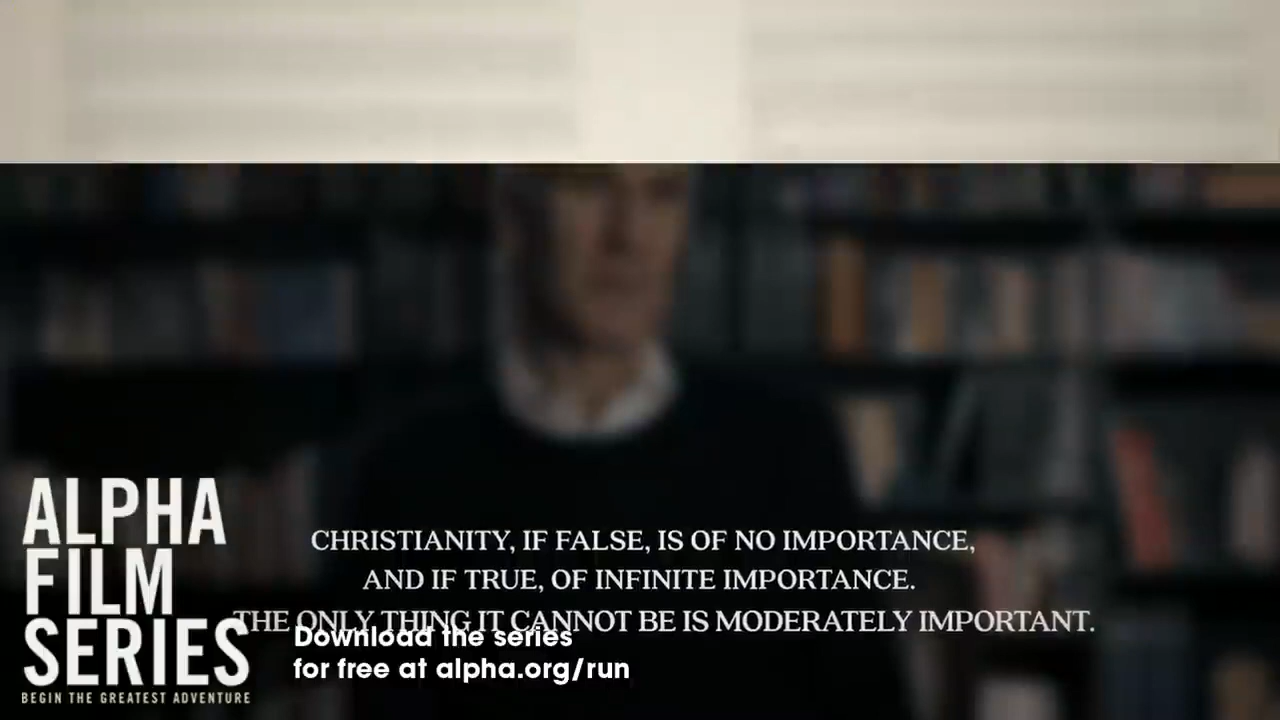 CHRISTIANITY, IF FALSE, IS OF NO IMPORTANCE,
AND IF TRUE, OF INFINITE IMPORTANCE.
THE ONLY THING IT CANNOT BE IS MODERATELY IMPORTANT.
ALPHA
FILM
SERIES
BEGIN THE GREATEST ADVENTURE
Download the series
for free at alpha.org/run